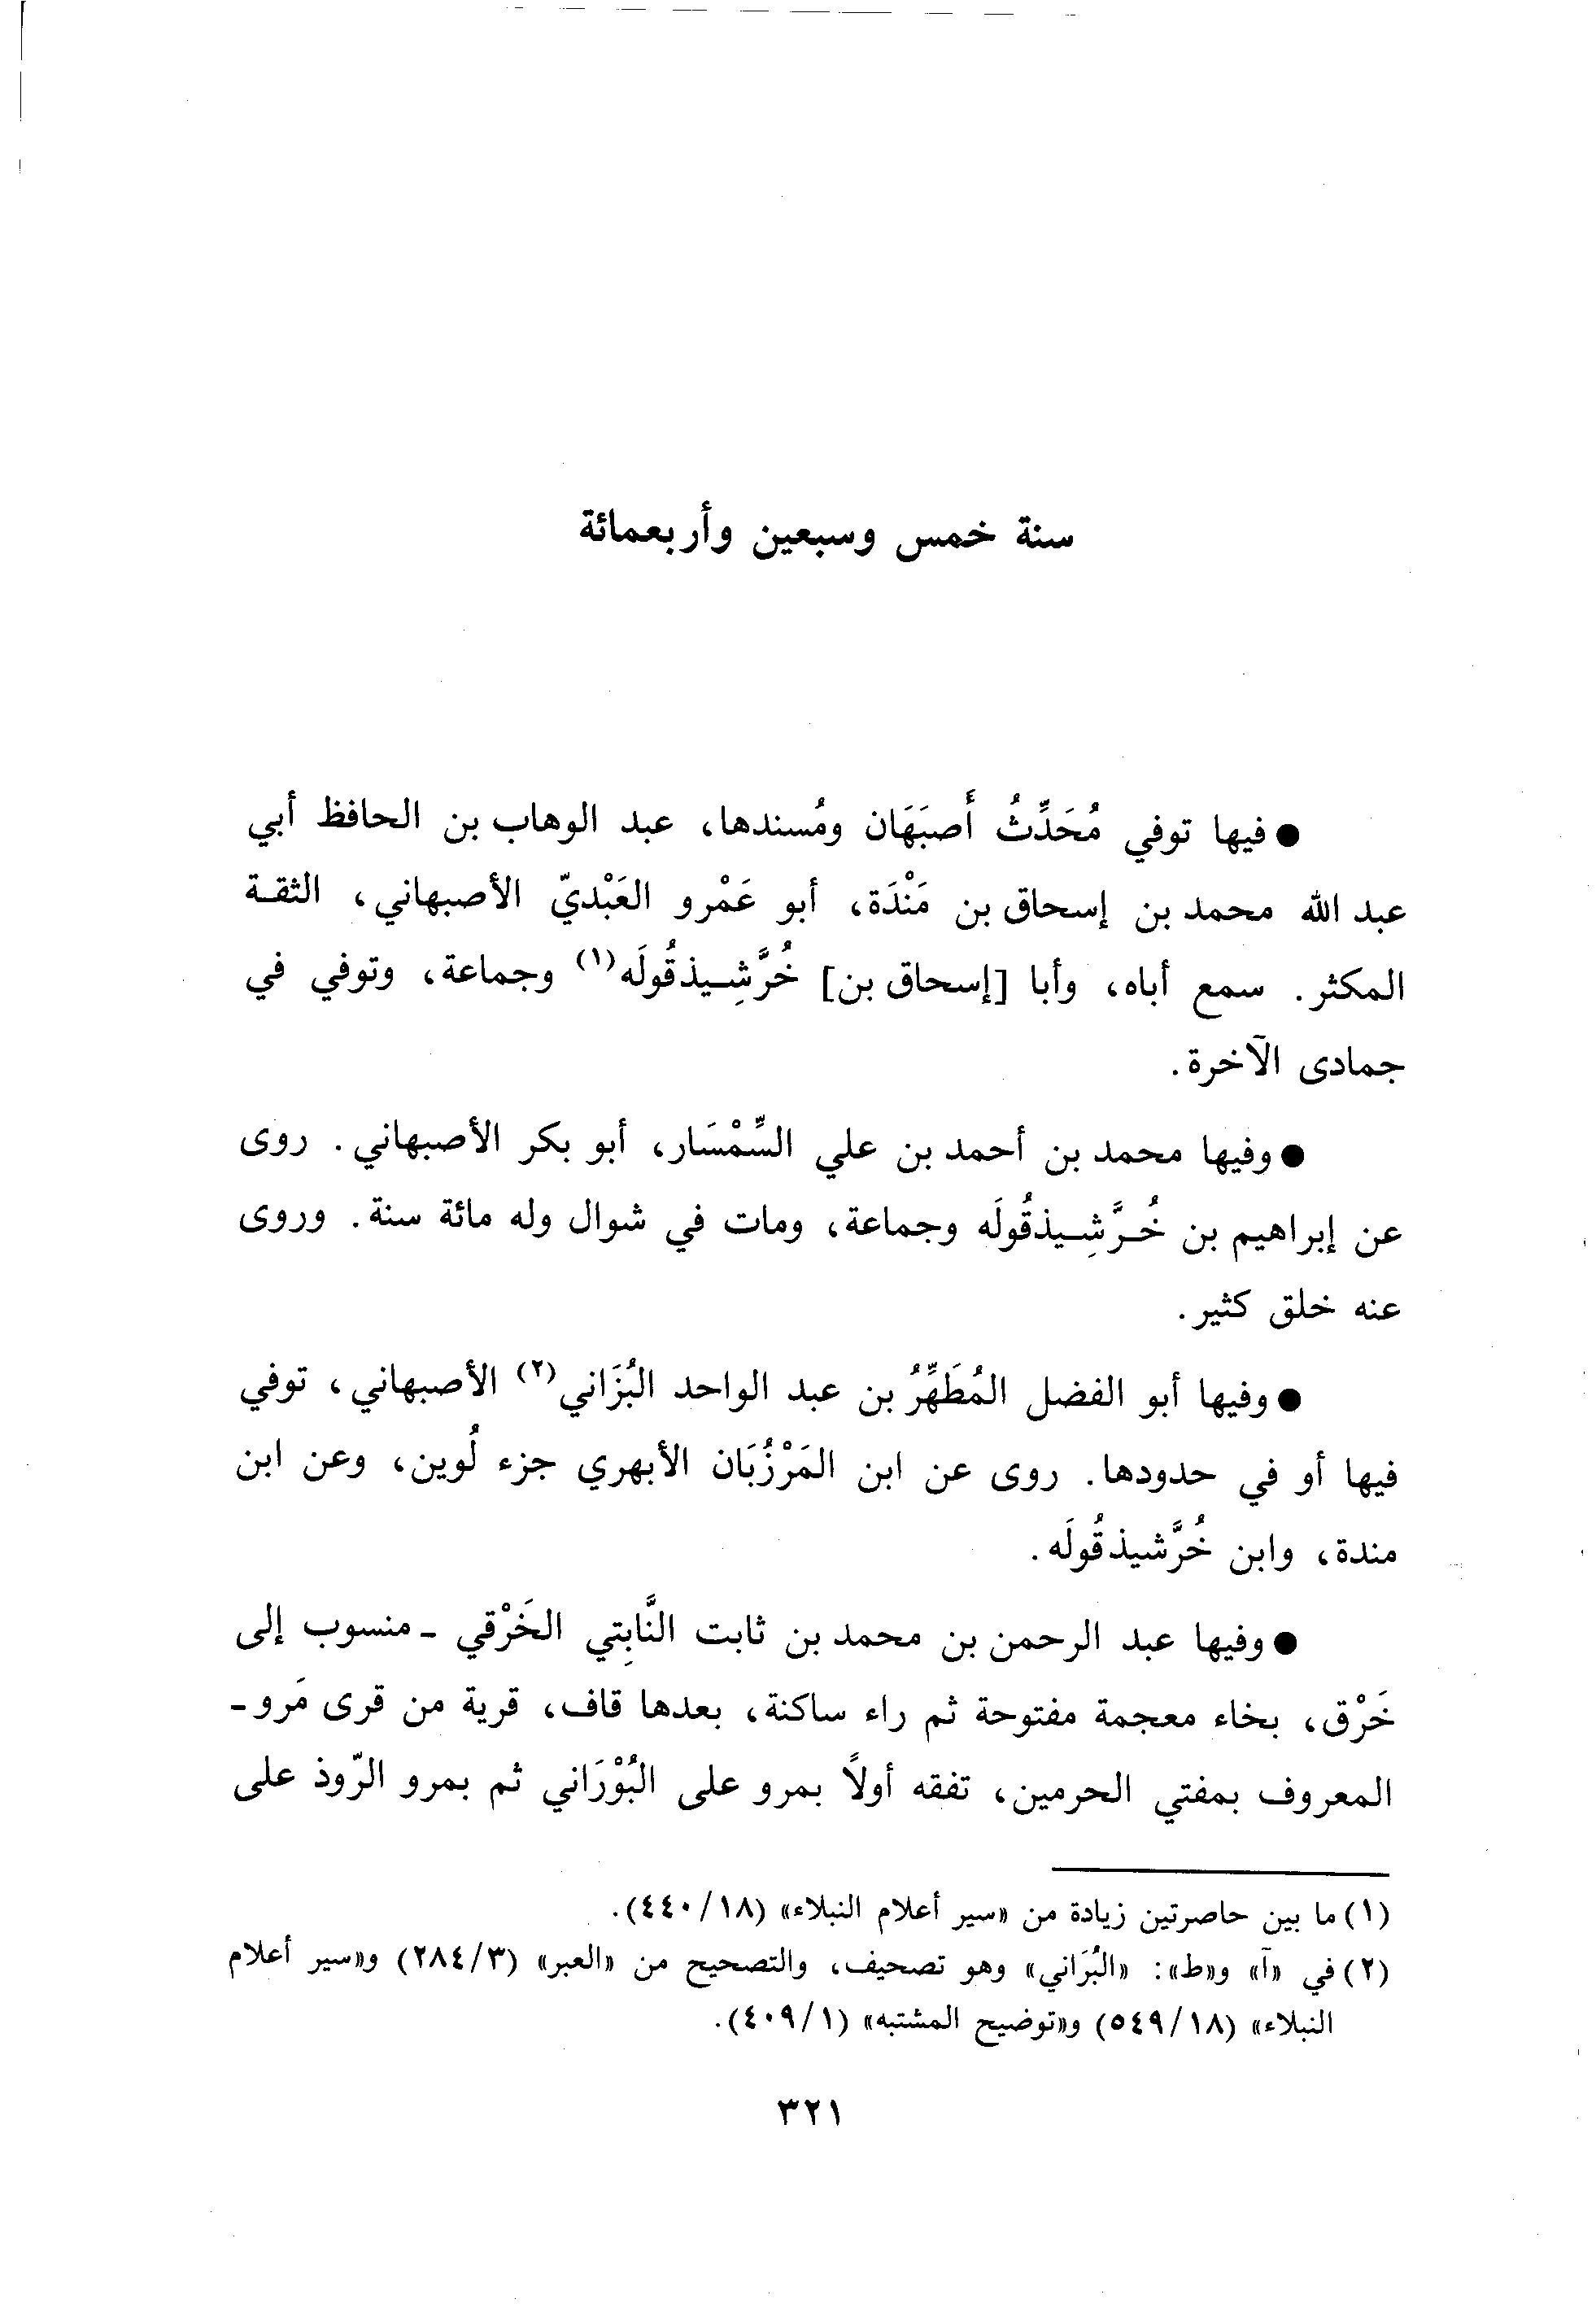 سنة خمس وسبعين وأربعمائة
● فيها توفي مُحَدِّثُ أَصبَهَان ومُسندها، عبد الوهاب بن الحافظ أبي
عبد الله محمد بن إسحاق بن مَنْدَة، أبو عَمْرو العَبْديّ الأصبهاني، الثقة
المكثر. سمع أباه، وأبا [إسحاق بن] خُرَّشِيذقُولَه(١) وجماعة، وتوفي في
جمادى الآخرة.
● وفيها محمد بن أحمد بن علي السِّمْسَار، أبو بكر الأصبهاني. روى
عن إبراهيم بن خُرَّشِيذقُولَه وجماعة، ومات في شوال وله مائة سنة. وروى
عنه خلق كثير.
● وفيها أبو الفضل المُطَهِّرُ بن عبد الواحد البُزَاني(٢) الأصبهاني، توفي
فيها أو في حدودها. روى عن ابن المَرْزُبَان الأبهري جزء لُوين، وعن ابن
مندة، وابن خُرَّشيذقُولَه.
● وفيها عبد الرحمن بن محمد بن ثابت النَّابِتي الخَرْقي - منسوب إلى
خَرْق، بخاء معجمة مفتوحة ثم راء ساكنة، بعدها قاف، قرية من قرى مَرو -
المعروف بمفتي الحرمين، تفقه أولاً بمرو على البُوْرَاني ثم بمرو الرّوذ على
(١) ما بين حاصرتين زيادة من «سير أعلام النبلاء» (١٨/٤٤٠).
(٢) في «آ» و«ط»: «البُرَاني» وهو تصحيف، والتصحيح من «العبر» (٣/٢٨٤) و«سير أعلام
النبلاء» (١٨/٥٤٩) و«توضيح المشتبه» (١/٤٠٩).
٣٢١